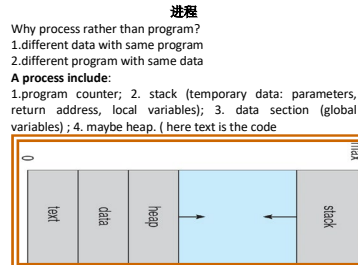 进程
Why process rather than program?
1.different data with same program
2.different program with same data
A process include:
1.program counter; 2. stack (temporary data: parameters,
return address, local variables); 3. data section (global
variables) ; 4. maybe heap. ( here text is the code
0
max
text
data
heap
stack